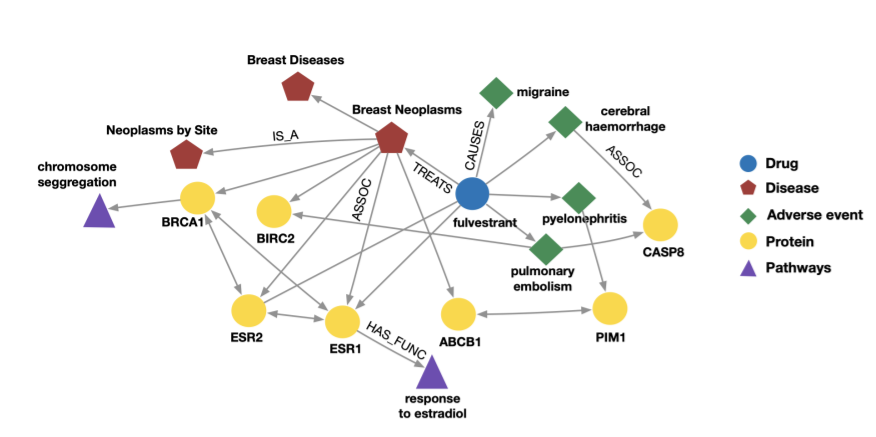 Breast Diseases
migraine
Breast Neoplasms
cerebral
haemorrhage
Neoplasms by Site
IS_A
CAUSES
ASSOC
chromosome
seggregation
TREATS
ASSOC
Drug
Disease
Adverse event
Protein
Pathways
BRCA1
BIRC2
fulvestrant
pyelonephritis
CASP8
pulmonary
embolism
ESR2
ESR1
HAS_FUNC
ABCB1
PIM1
response
to estradiol